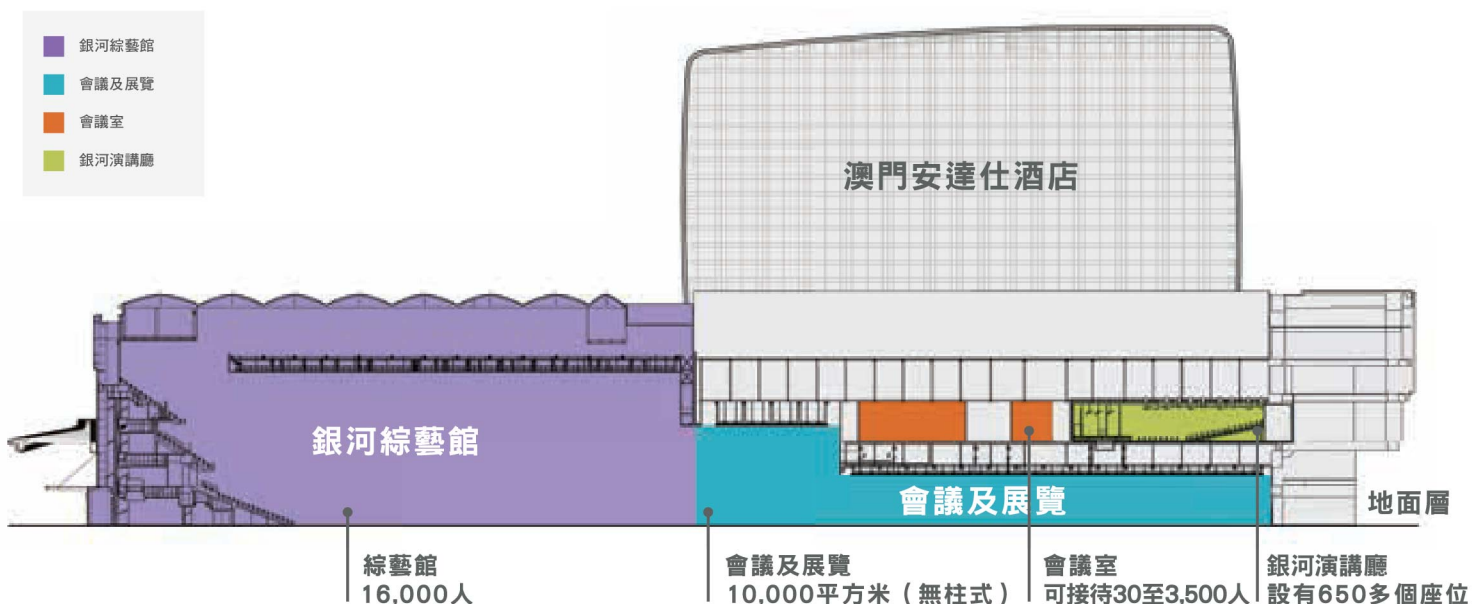 銀河綜藝館
會議及展覽
會議室
銀河演講廳
澳門安達仕酒店
銀河綜藝館
會議及展覽
地面層
綜藝館
16,000人
會議及展覽
10,000平方米（無柱式）
會議室
可接待30至3,500人
銀河演講廳
設有650多個座位